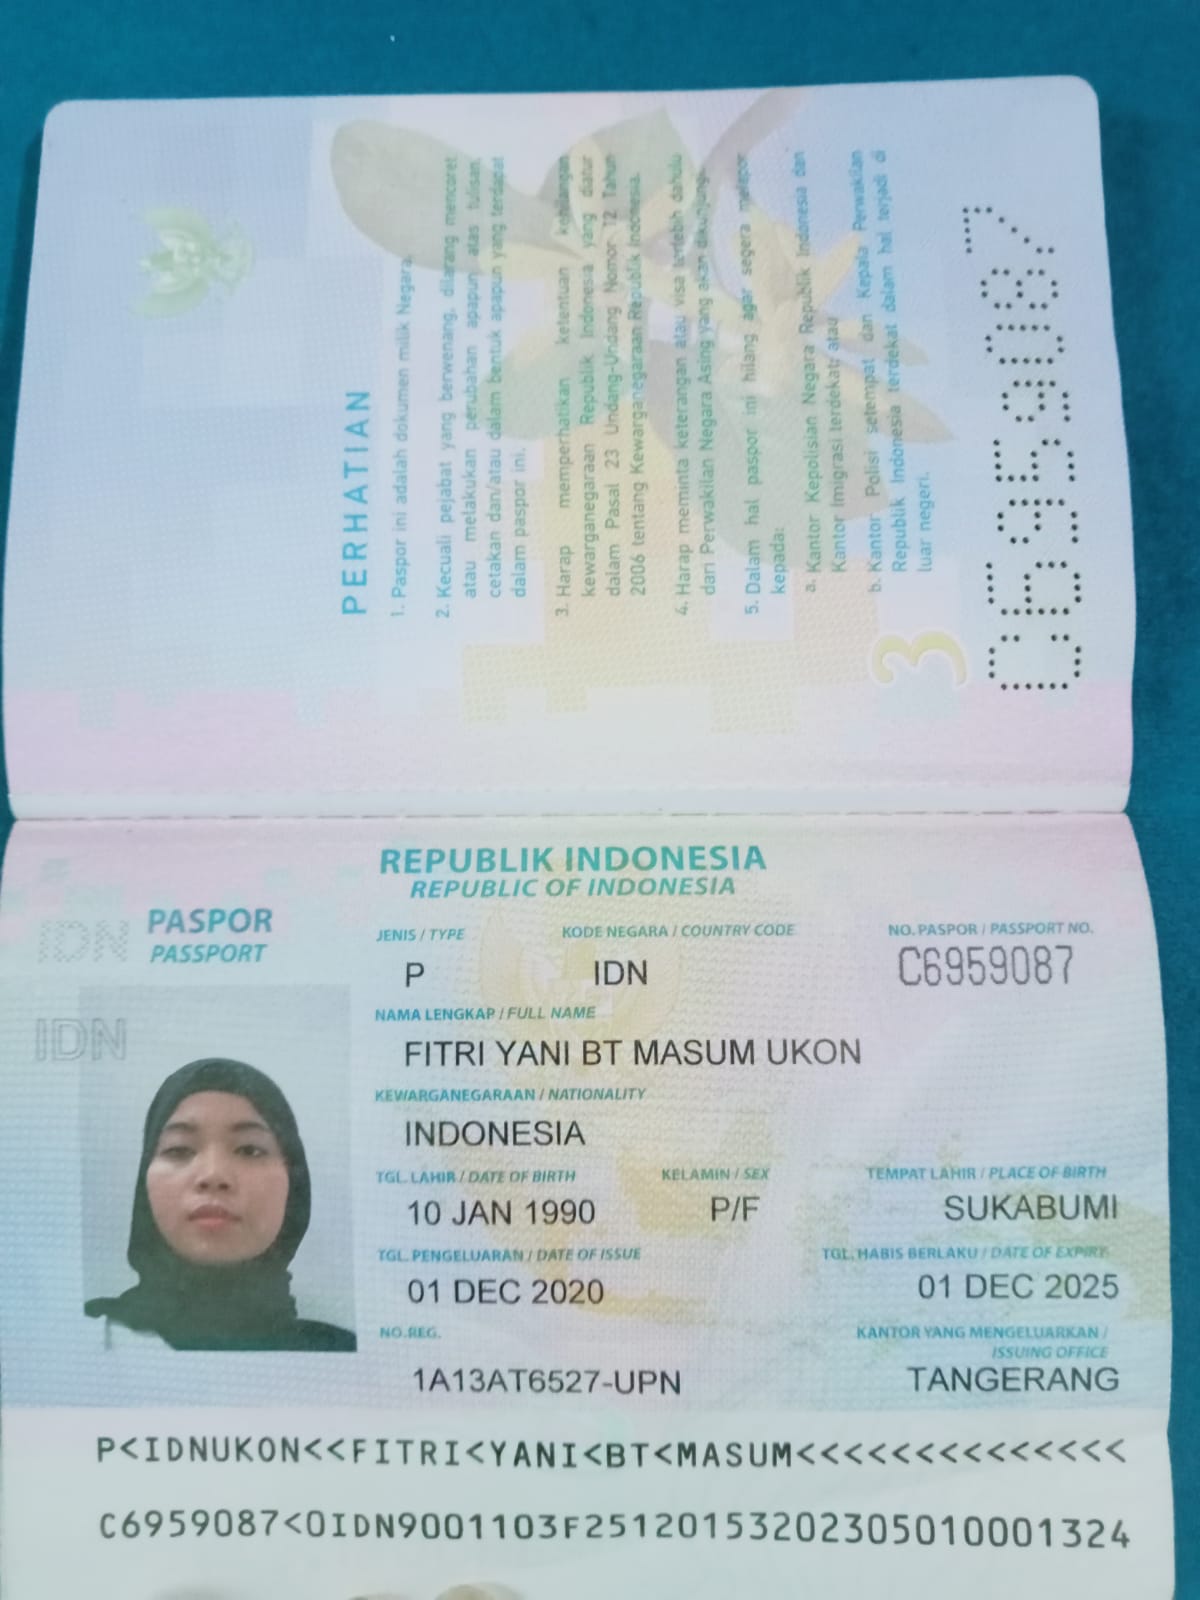 PERHATIAN
1. Paspor ini adalah dokumen milik Negara.
2. Kecuali pejabat yang berwenang, dilarang mencoret
atau melakukan perubahan apapun atas tulisan,
cetakan dan/atau dalam bentuk apapun yang terdapat
dalam paspor ini.
3. Harap memperhatikan ketentuan kehilangan
kewarganegaraan Republik Indonesia yang diatur
dalam Pasal 23 Undang-Undang Nomor 12 Tahun
2006 tentang Kewarganegaraan Republik Indonesia.
4. Harap meminta keterangan atau visa terlebih dahulu
dari Perwakilan Negara Asing yang akan dikunjungi.
5. Dalam hal paspor ini hilang agar segera melapor
kepada:
a. Kantor Kepolisian Negara Republik Indonesia dan
Kantor Imigrasi terdekat; atau
b. Kantor Polisi setempat dan Kepala Perwakilan
Republik Indonesia terdekat dalam hal terjadi di
luar negeri.
3
C6959087
REPUBLIK INDONESIA
REPUBLIC OF INDONESIA
IDN
PASPOR
PASSPORT
IDN
JENIS / TYPE KODE NEGARA / COUNTRY CODE NO. PASPOR / PASSPORT NO.
P IDN C6959087
NAMA LENGKAP / FULL NAME
FITRI YANI BT MASUM UKON
KEWARGANEGARAAN / NATIONALITY
INDONESIA
TGL. LAHIR / DATE OF BIRTH KELAMIN / SEX TEMPAT LAHIR / PLACE OF BIRTH
10 JAN 1990 P/F SUKABUMI
TGL. PENGELUARAN / DATE OF ISSUE TGL. HABIS BERLAKU / DATE OF EXPIRY
01 DEC 2020 01 DEC 2025
NO.REG. KANTOR YANG MENGELUARKAN /
ISSUING OFFICE
1A13AT6527-UPN TANGERANG
P<IDNUKON<<FITRI<YANI<BT<MASUM<<<<<<<<<<<<<<
C6959087<0IDN9001103F25120153202305010001324